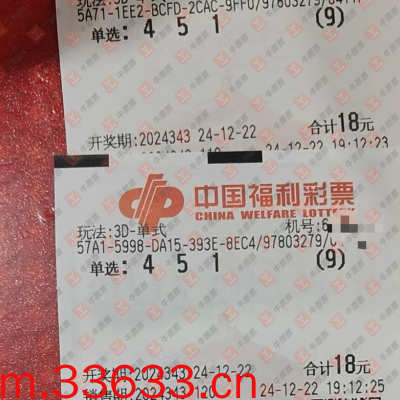 5A71-1EE2-BCFD-2CAC-9FF0/97803279/
单选: 4 5 1 (9)
开奖期:2024343 24-12-22 合计18元
24-12-22 19:12:23
中国福利彩票
CHINA WELFARE LOTTERY
玩法:3D-单式 机号:6
57A1-5998-DA15-393E-8EC4/97803279/
单选: 4 5 1 (9)
开奖期:2024343 24-12-22 合计18元
24-12-22 19:12:25
m.33633.cn